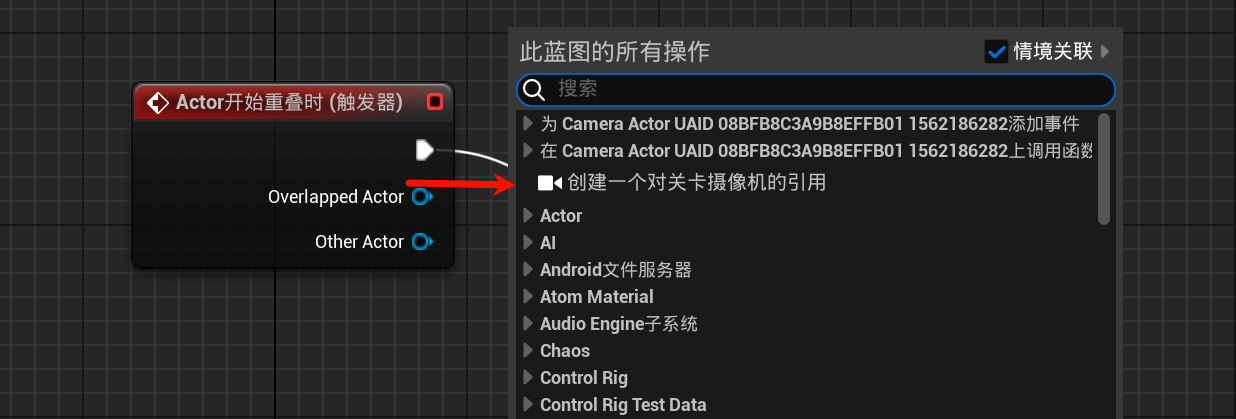 此蓝图的所有操作
情境关联
搜索
Actor开始重叠时 (触发器)
Overlapped Actor
Other Actor
为 Camera Actor UAID 08BFB8C3A9B8EFFB01 1562186282添加事件
在 Camera Actor UAID 08BFB8C3A9B8EFFB01 1562186282上调用函数
创建一个对关卡摄像机的引用
Actor
AI
Android文件服务器
Atom Material
Audio Engine子系统
Chaos
Control Rig
Control Rig Test Data